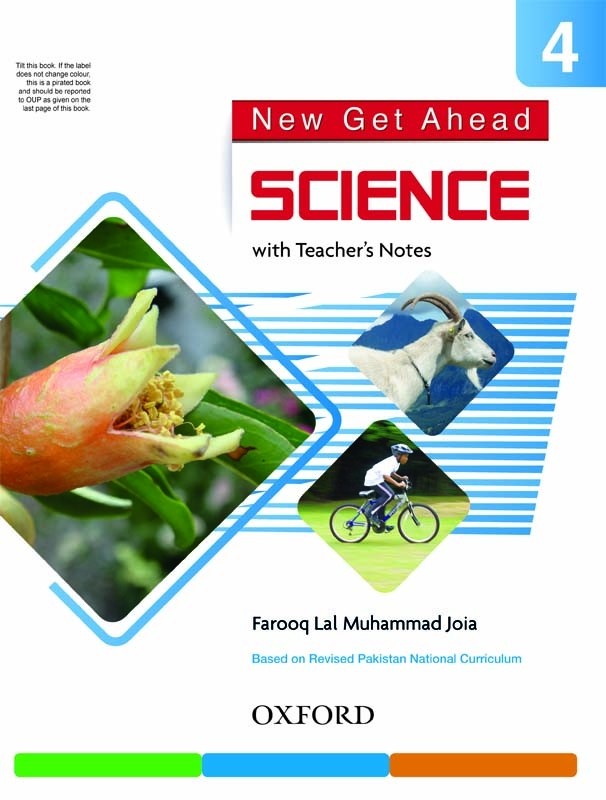 4
Tilt this book. If the label
does not change colour,
this is a pirated book
and should be reported
to OUP as given on the
last page of this book.
New Get Ahead
SCIENCE
with Teacher's Notes
Farooq Lal Muhammad Joia
Based on Revised Pakistan National Curriculum
OXFORD